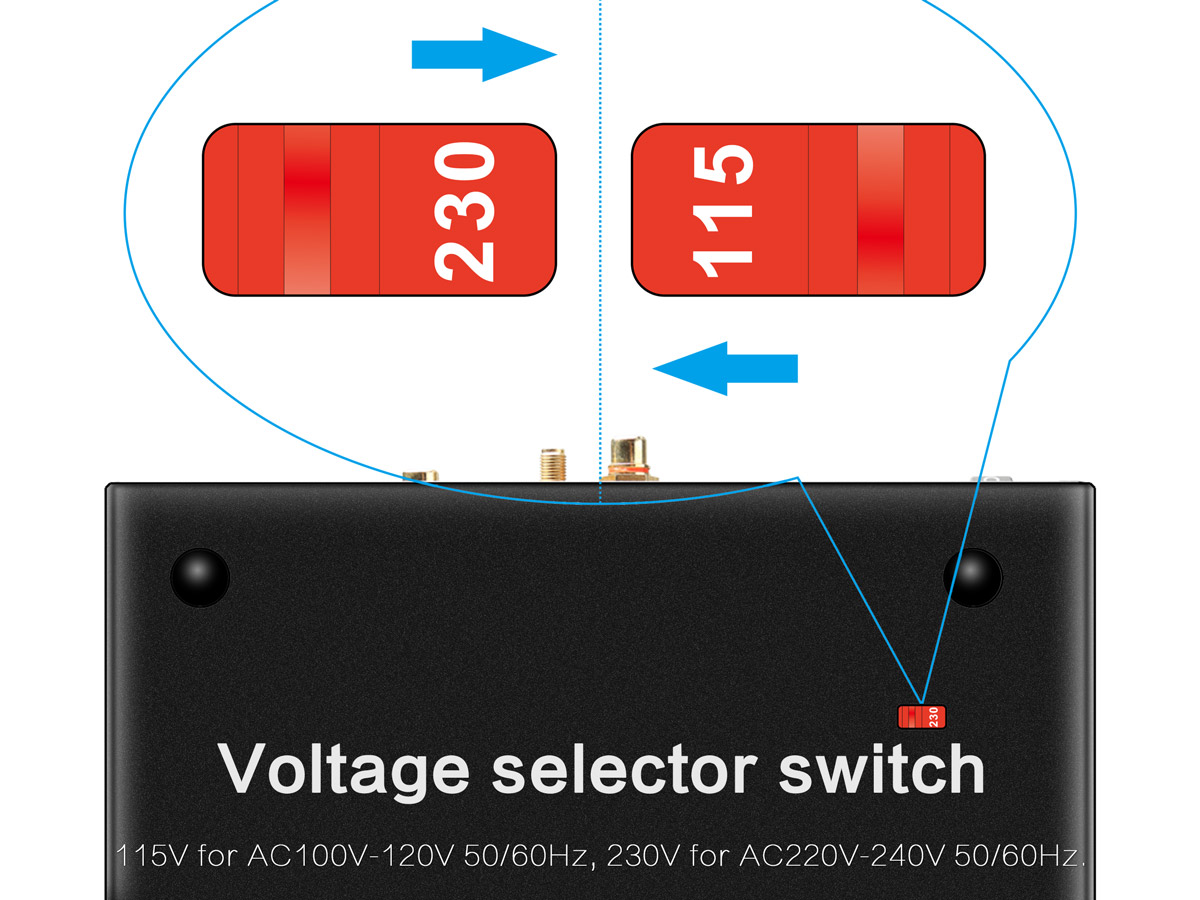 230
115
230
Voltage selector switch
115V for AC100V-120V 50/60Hz, 230V for AC220V-240V 50/60Hz.